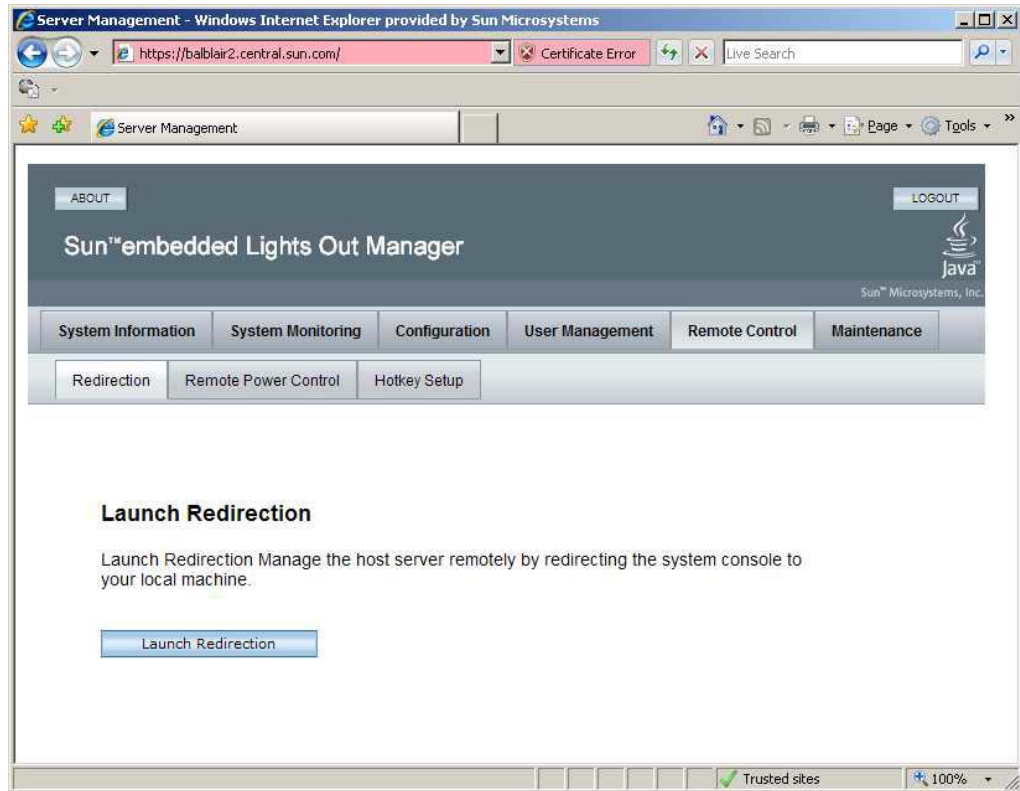 Server Management - Windows Internet Explorer provided by Sun Microsystems
https://balblair2.central.sun.com/
Certificate Error
Live Search
Server Management
Page
Tools
»
ABOUT
LOGOUT
Sun™embedded Lights Out Manager
Java™
Sun™ Microsystems, Inc.
System Information
System Monitoring
Configuration
User Management
Remote Control
Maintenance
Redirection
Remote Power Control
Hotkey Setup
Launch Redirection
Launch Redirection Manage the host server remotely by redirecting the system console to
your local machine.
Launch Redirection
Trusted sites
100%